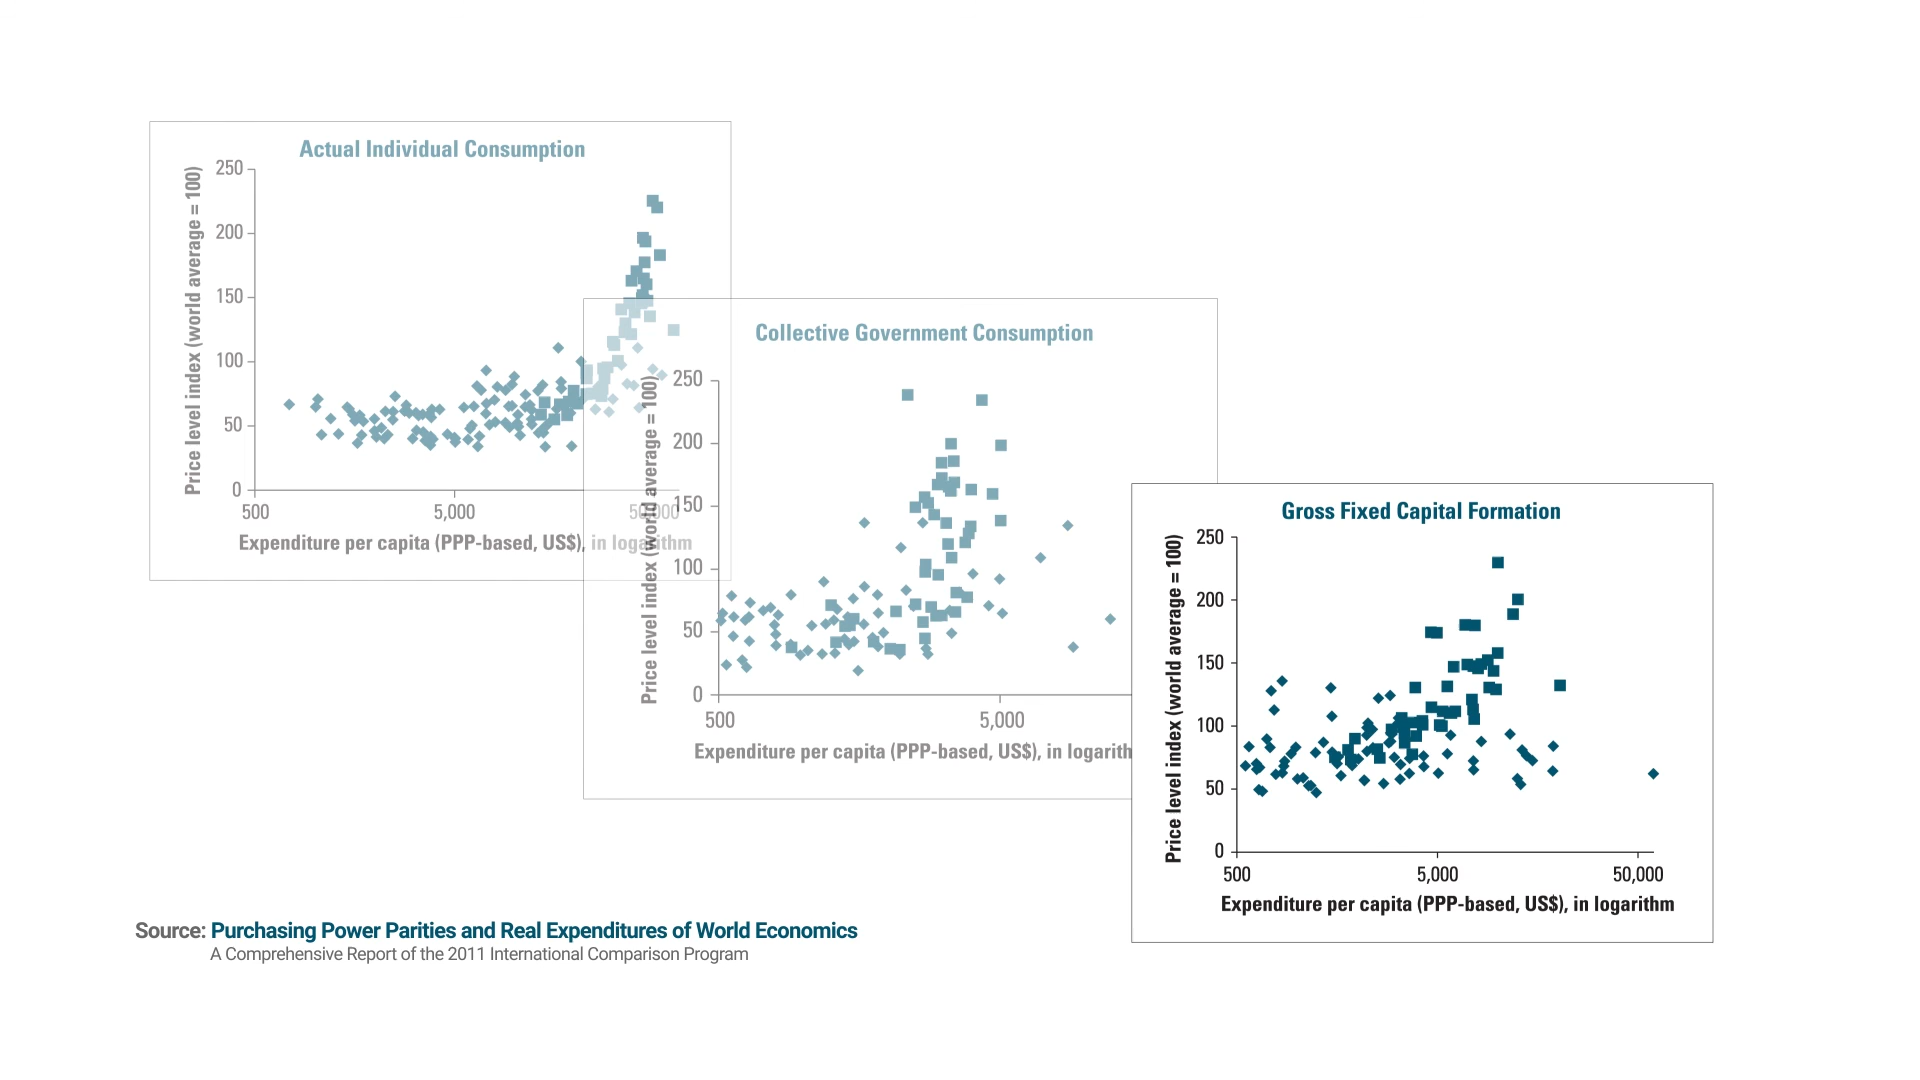 Actual Individual Consumption
Price level index (world average = 100)
250
200
150
100
50
0
500
5,000
50,000
Expenditure per capita (PPP-based, US$), in logarithm
Collective Government Consumption
Price level index (world average = 100)
250
200
150
100
50
0
500
5,000
Expenditure per capita (PPP-based, US$), in logarith
Gross Fixed Capital Formation
Price level index (world average = 100)
250
200
150
100
50
0
500
5,000
50,000
Expenditure per capita (PPP-based, US$), in logarithm
Source: Purchasing Power Parities and Real Expenditures of World Economics
A Comprehensive Report of the 2011 International Comparison Program